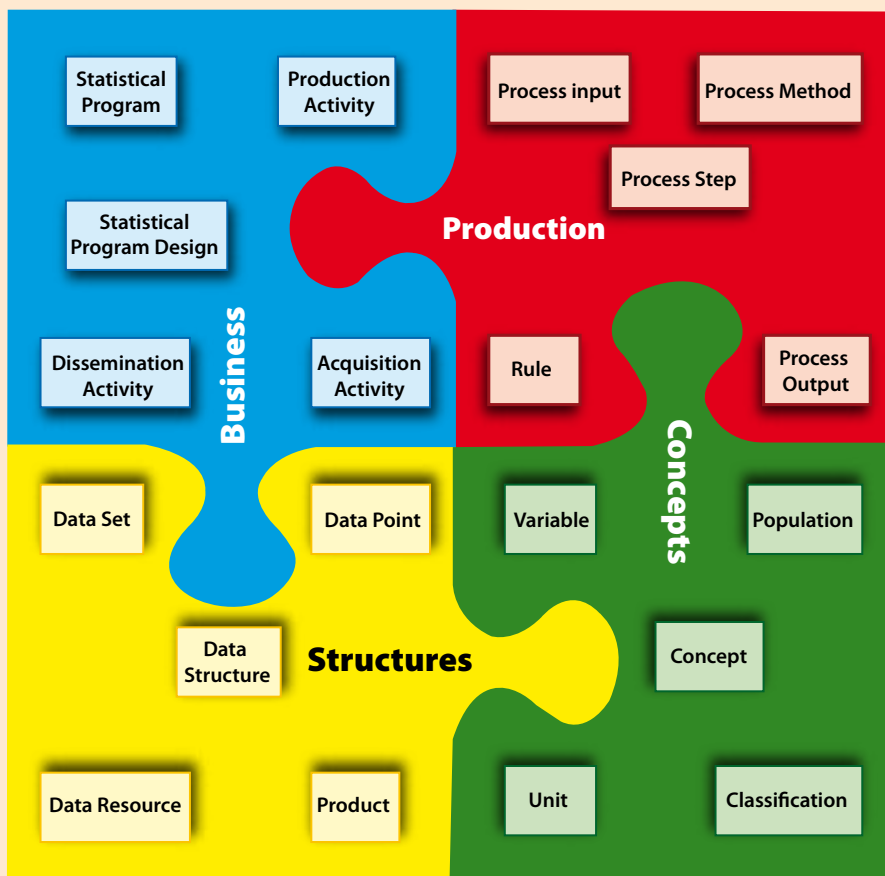 Statistical
Program
Production
Activity
Statistical
Program Design
Dissemination
Activity
Acquisition
Activity
Business
Process input
Process Method
Process Step
Production
Rule
Process
Output
Data Set
Data Point
Data
Structure
Structures
Data Resource
Product
Concepts
Variable
Population
Concept
Unit
Classification